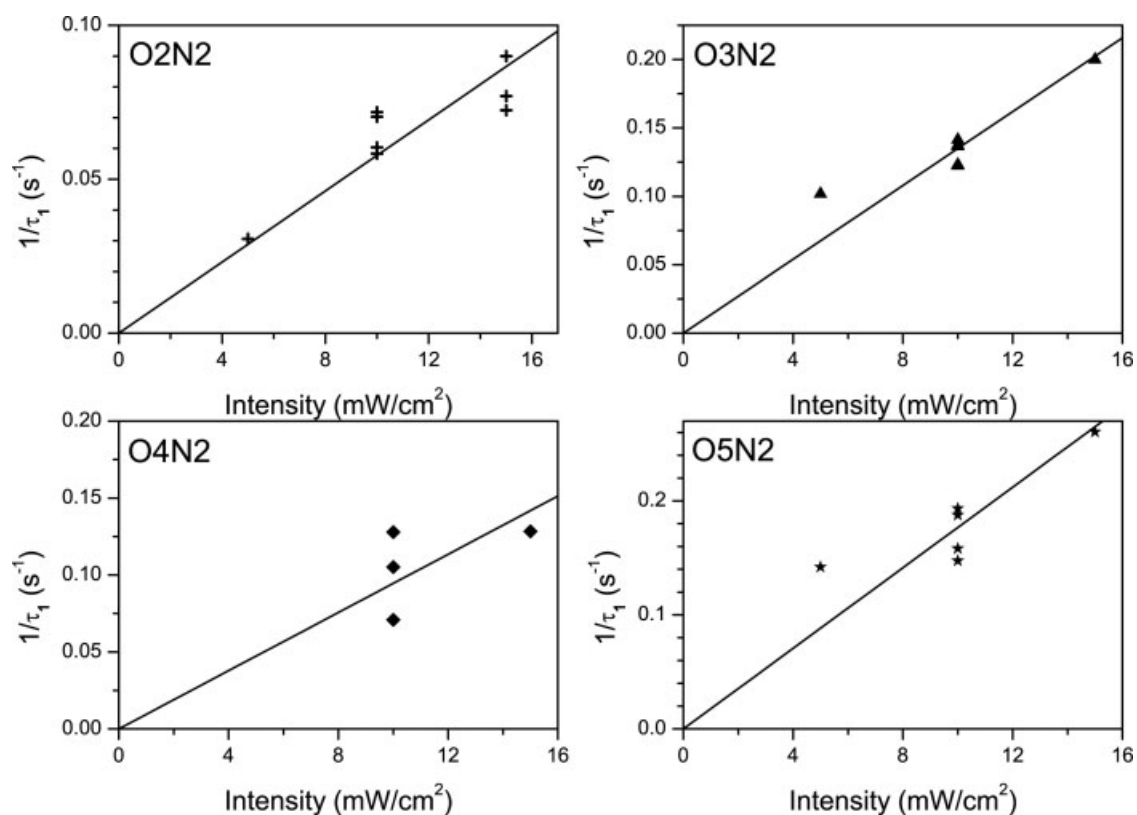 O2N2
0.10
0.05
0.00
1/τ₁ (s⁻¹)
0 4 8 12 16
Intensity (mW/cm²)
O3N2
0.20
0.15
0.10
0.05
0.00
1/τ₁ (s⁻¹)
0 4 8 12 16
Intensity (mW/cm²)
O4N2
0.20
0.15
0.10
0.05
0.00
1/τ₁ (s⁻¹)
0 4 8 12 16
Intensity (mW/cm²)
O5N2
0.2
0.1
0.0
1/τ₁ (s⁻¹)
0 4 8 12 16
Intensity (mW/cm²)